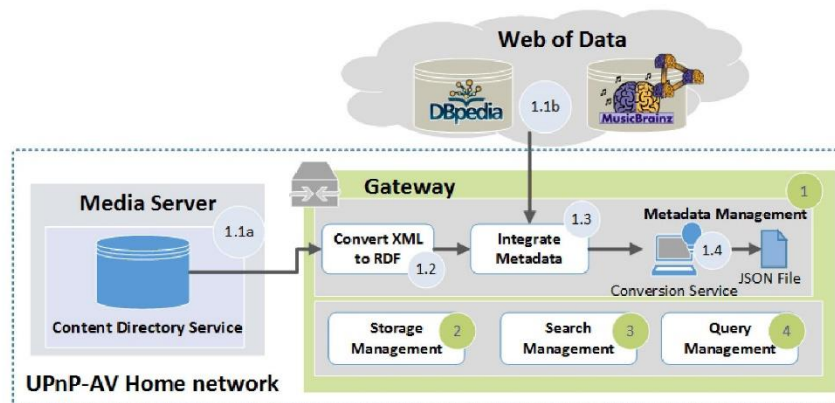 Web of Data
DBpedia
1.1b
MusicBrainz
Gateway
1
Media Server
1.1a
Content Directory Service
Convert XML
to RDF
1.2
Integrate
Metadata
1.3
Metadata Management
1.4
Conversion Service
JSON File
Storage
Management
2
Search
Management
3
Query
Management
4
UPnP-AV Home network